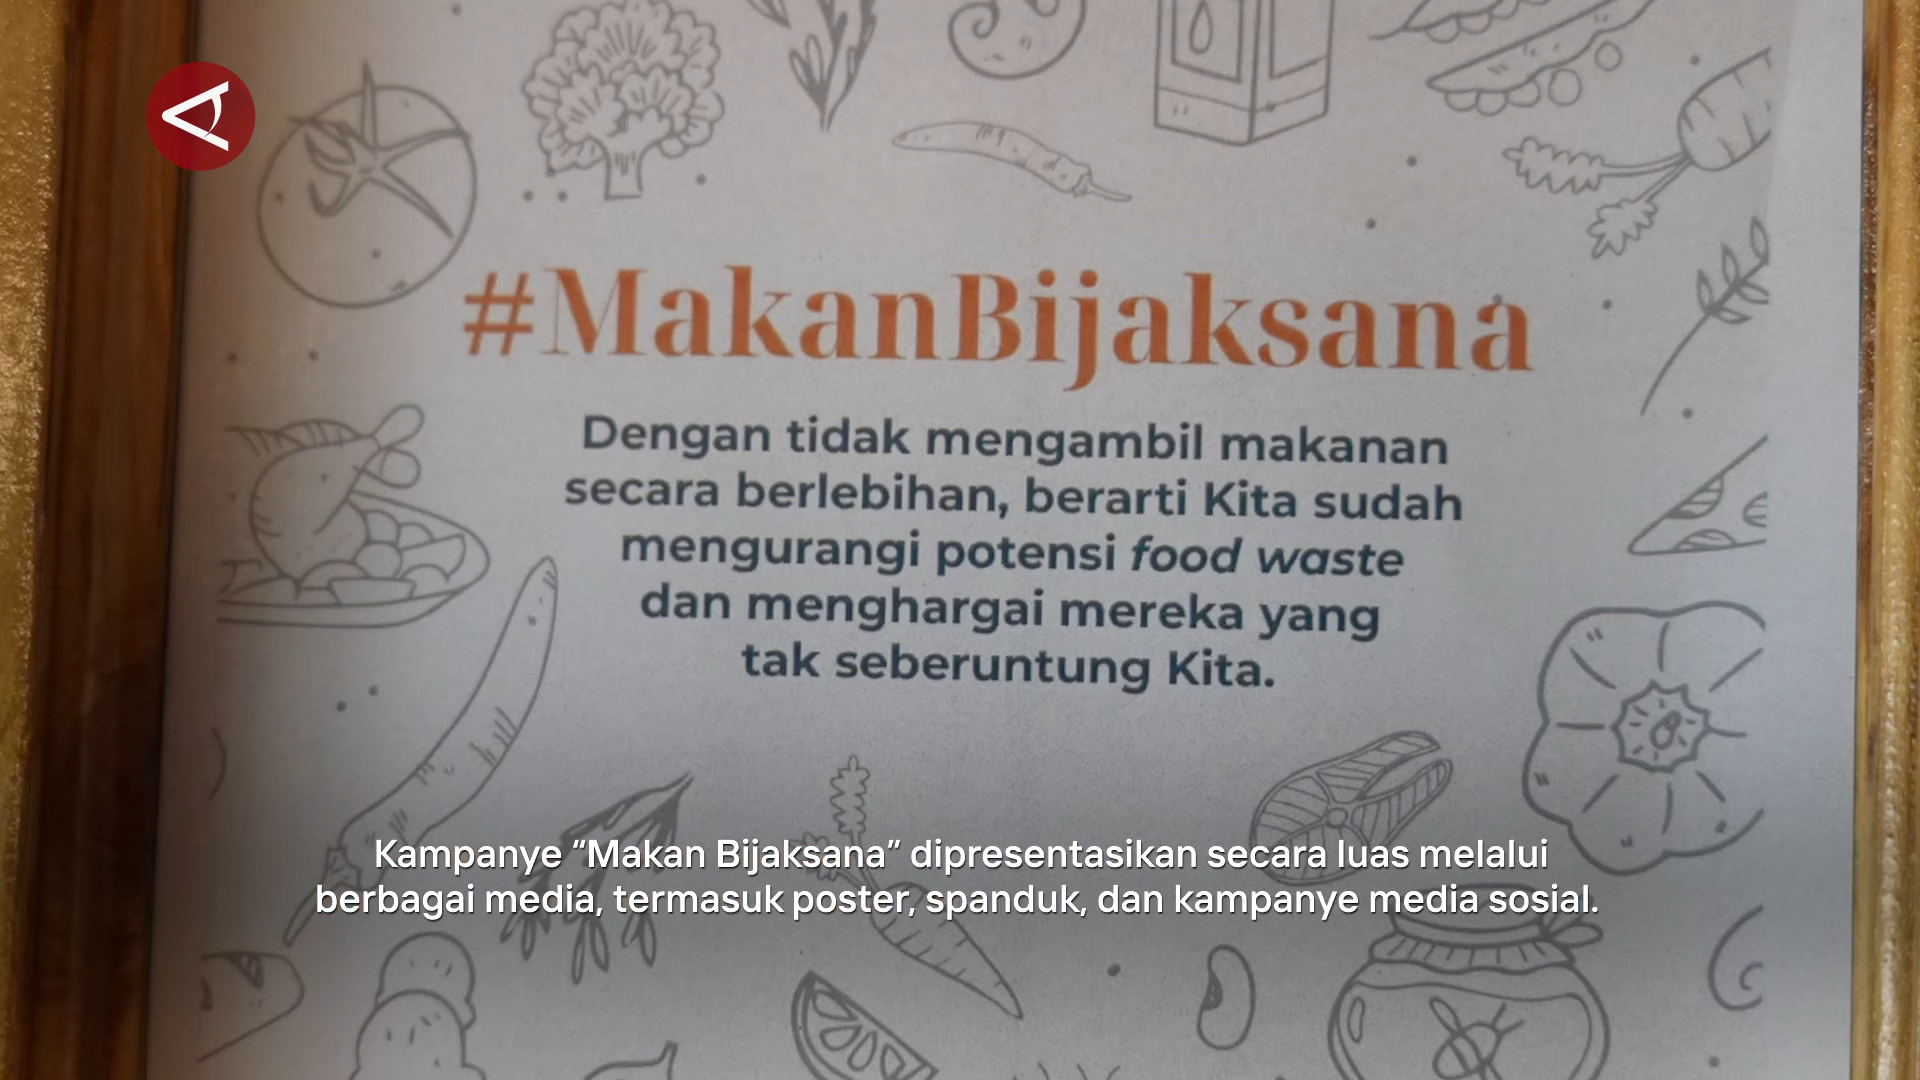 #MakanBijaksana
Dengan tidak mengambil makanan
secara berlebihan, berarti Kita sudah
mengurangi potensi food waste
dan menghargai mereka yang
tak seberuntung Kita.
Kampanye “Makan Bijaksana” dipresentasikan secara luas melalui
berbagai media, termasuk poster, spanduk, dan kampanye media sosial.